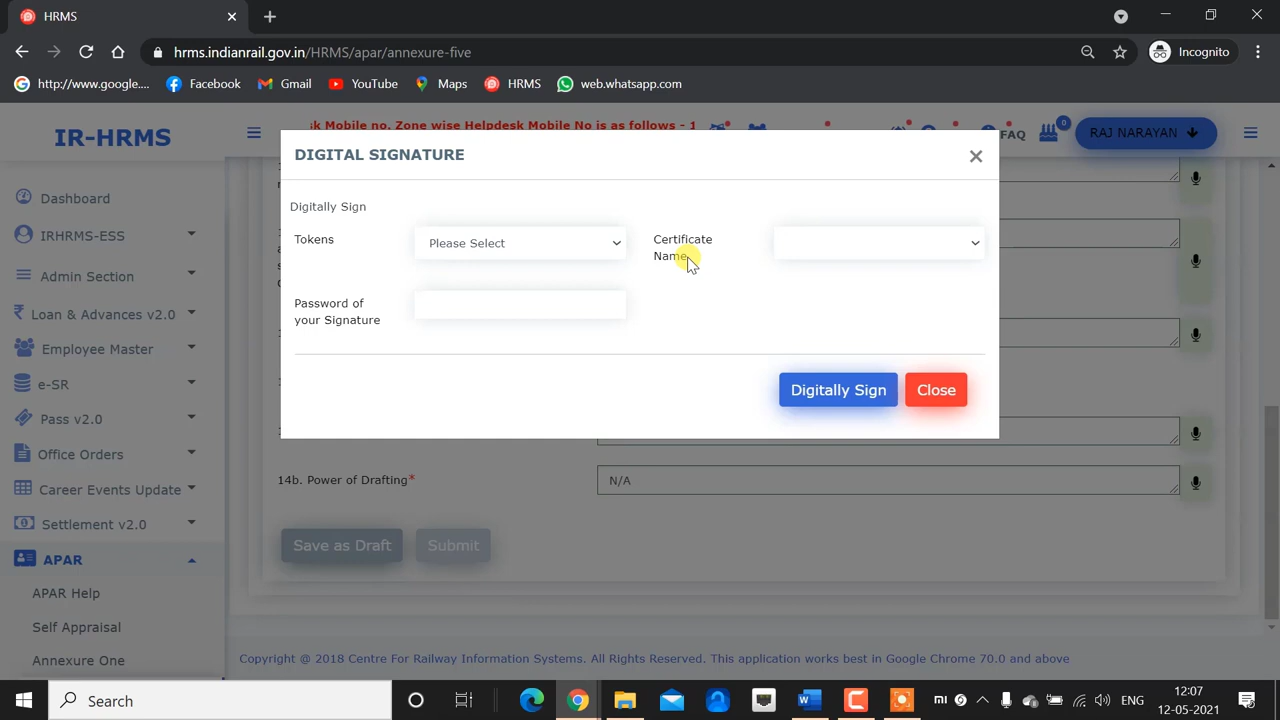 HRMS
hrms.indianrail.gov.in/HRMS/apar/annexure-five
Incognito
http://www.google....
Facebook
Gmail
YouTube
Maps
HRMS
web.whatsapp.com
IR-HRMS
k Mobile no. Zone wise Helpdesk Mobile No is as follows - 1
FAQ
0
RAJ NARAYAN
DIGITAL SIGNATURE
Digitally Sign
Tokens
Please Select
Certificate
Name
Password of
your Signature
Digitally Sign
Close
Dashboard
IRHRMS-ESS
Admin Section
Loan & Advances v2.0
Employee Master
e-SR
Pass v2.0
Office Orders
Career Events Update
Settlement v2.0
APAR
APAR Help
Self Appraisal
Annexure One
14b. Power of Drafting*
N/A
Save as Draft
Submit
Copyright @ 2018 Centre For Railway Information Systems. All Rights Reserved. This application works best in Google Chrome 70.0 and above
Search
mi
ENG
12:07
12-05-2021